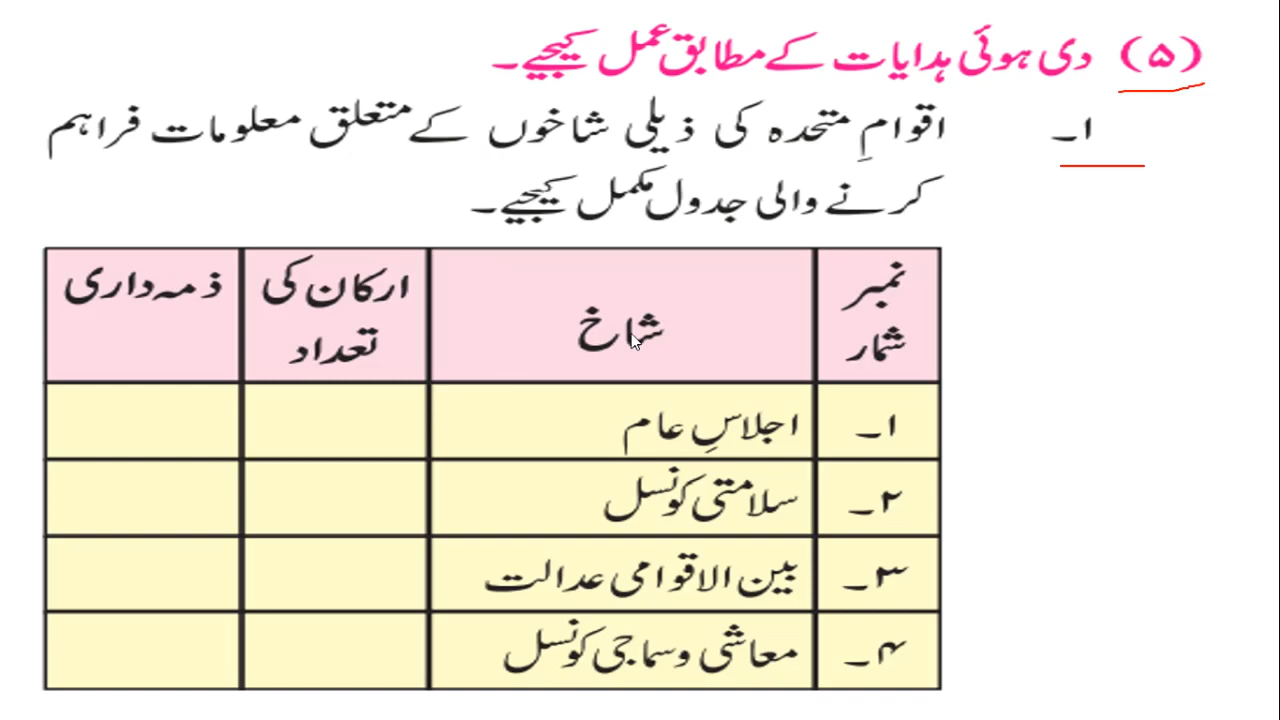 (۵) دی ہوئی ہدایات کے مطابق عمل کیجیے۔
۱۔ اقوامِ متحدہ کی ذیلی شاخوں کے متعلق معلومات فراہم
کرنے والی جدول مکمل کیجیے۔
نمبر شمار شاخ ارکان کی تعداد ذمہ داری
۱۔ اجلاسِ عام
۲۔ سلامتی کونسل
۳۔ بین الاقوامی عدالت
۴۔ معاشی و سماجی کونسل